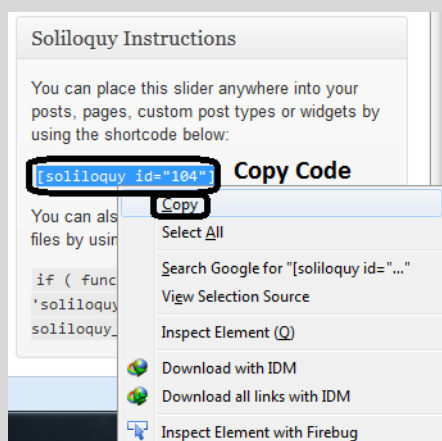 Soliloquy Instructions
You can place this slider anywhere into your
posts, pages, custom post types or widgets by
using the shortcode below:
[soliloquy id="104"] Copy Code
Copy
You can als
Select All
files by usin
Search Google for "[soliloquy id="..."
if ( func
View Selection Source
'soliloquy
soliloquy_
Inspect Element (Q)
Download with IDM
Download all links with IDM
Inspect Element with Firebug